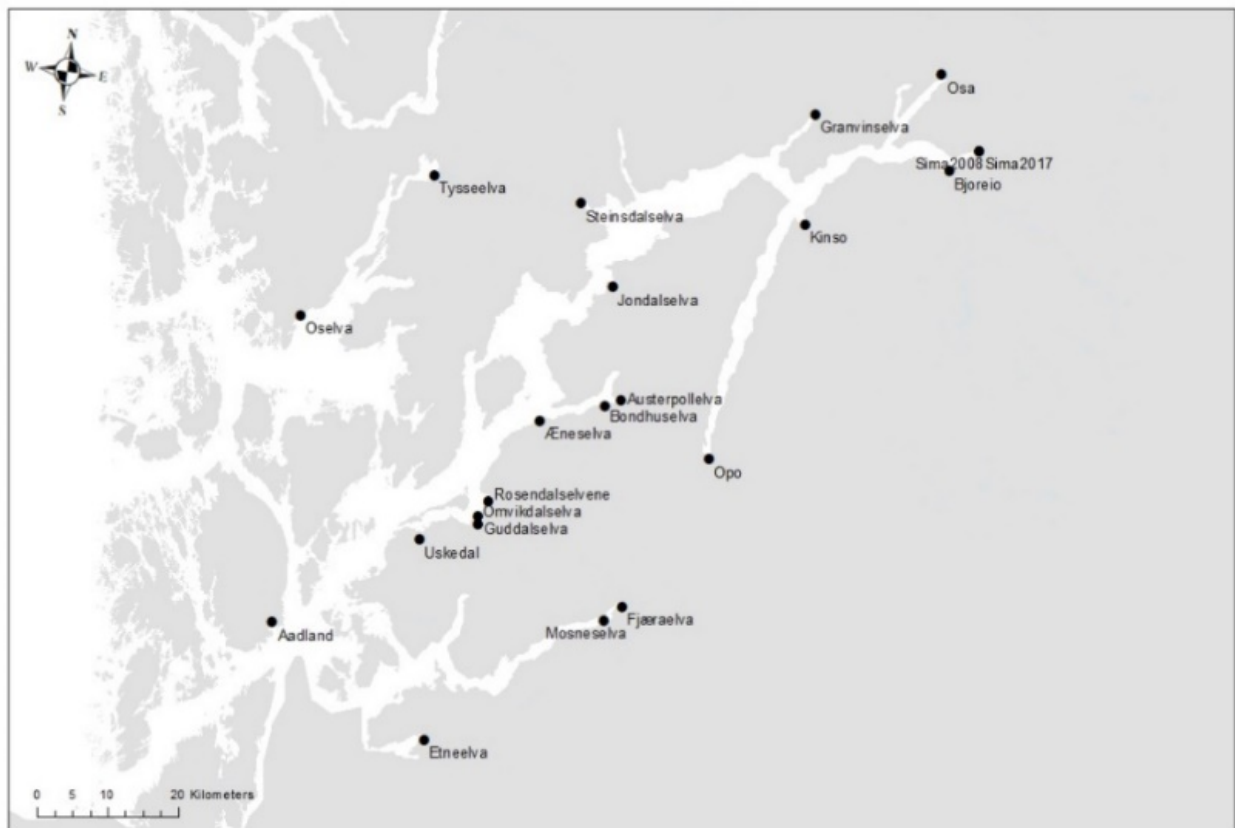 N
W E
S
Osa
Granvinselva
Sima2008 Sima2017
Bjoreio
Tysseelva
Steinsdalselva
Kinso
Jondalselva
Oselva
Austerpollelva
Bondhuselva
Æneselva
Opo
Rosendalselvene
Omvikdalselva
Guddalselva
Uskedal
Fjæraelva
Mosneselva
Aadland
Etneelva
0 5 10 20 Kilometers